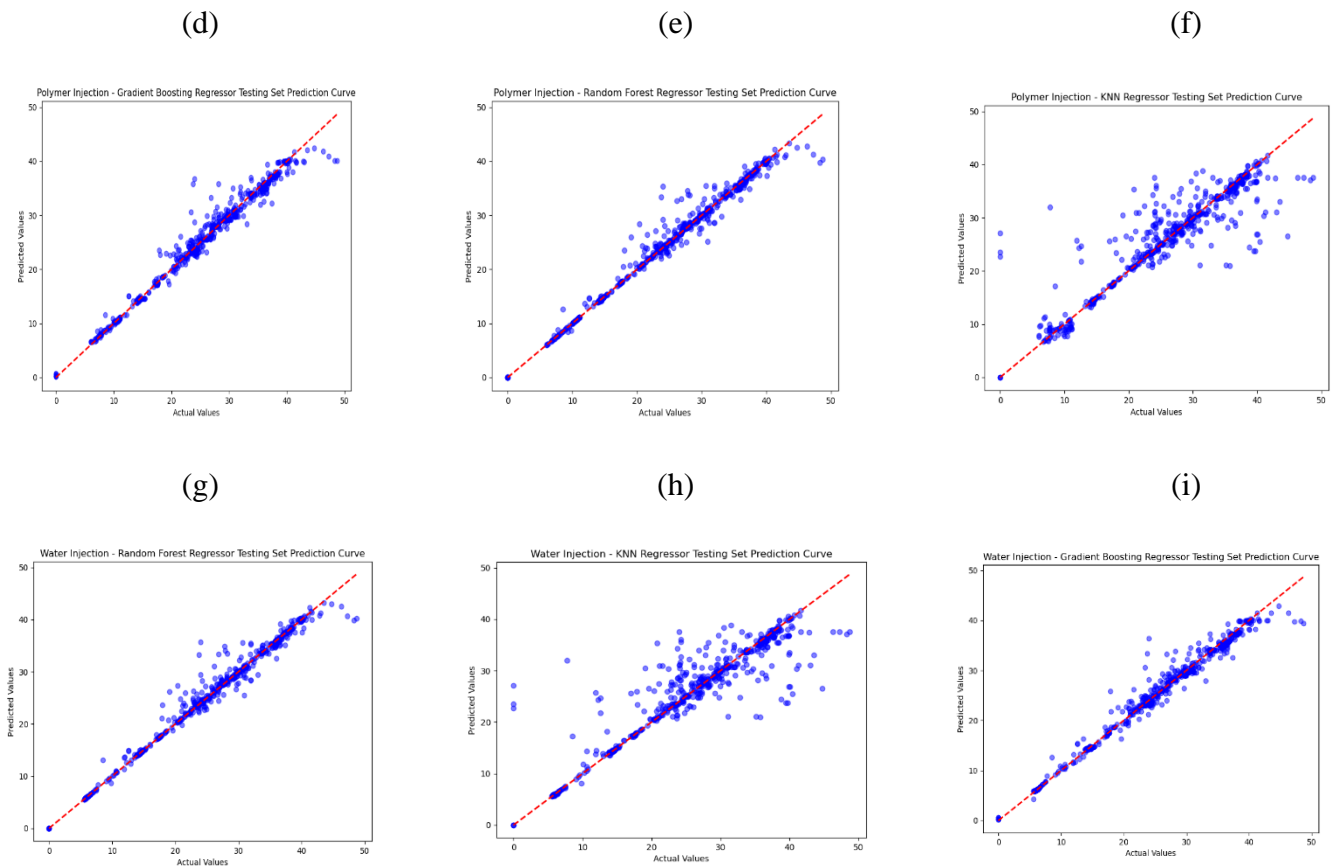 (d)
(e)
(f)
Polymer Injection - Gradient Boosting Regressor Testing Set Prediction Curve
50
40
30
20
10
0
Predicted Values
0 10 20 30 40 50
Actual Values
Polymer Injection - Random Forest Regressor Testing Set Prediction Curve
50
40
30
20
10
0
Predicted Values
0 10 20 30 40 50
Actual Values
Polymer Injection - KNN Regressor Testing Set Prediction Curve
50
40
30
20
10
0
Predicted Values
0 10 20 30 40 50
Actual Values
(g)
(h)
(i)
Water Injection - Random Forest Regressor Testing Set Prediction Curve
50
40
30
20
10
0
Predicted Values
0 10 20 30 40 50
Actual Values
Water Injection - KNN Regressor Testing Set Prediction Curve
50
40
30
20
10
0
Predicted Values
0 10 20 30 40 50
Actual Values
Water Injection - Gradient Boosting Regressor Testing Set Prediction Curve
50
40
30
20
10
0
Predicted Values
0 10 20 30 40 50
Actual Values